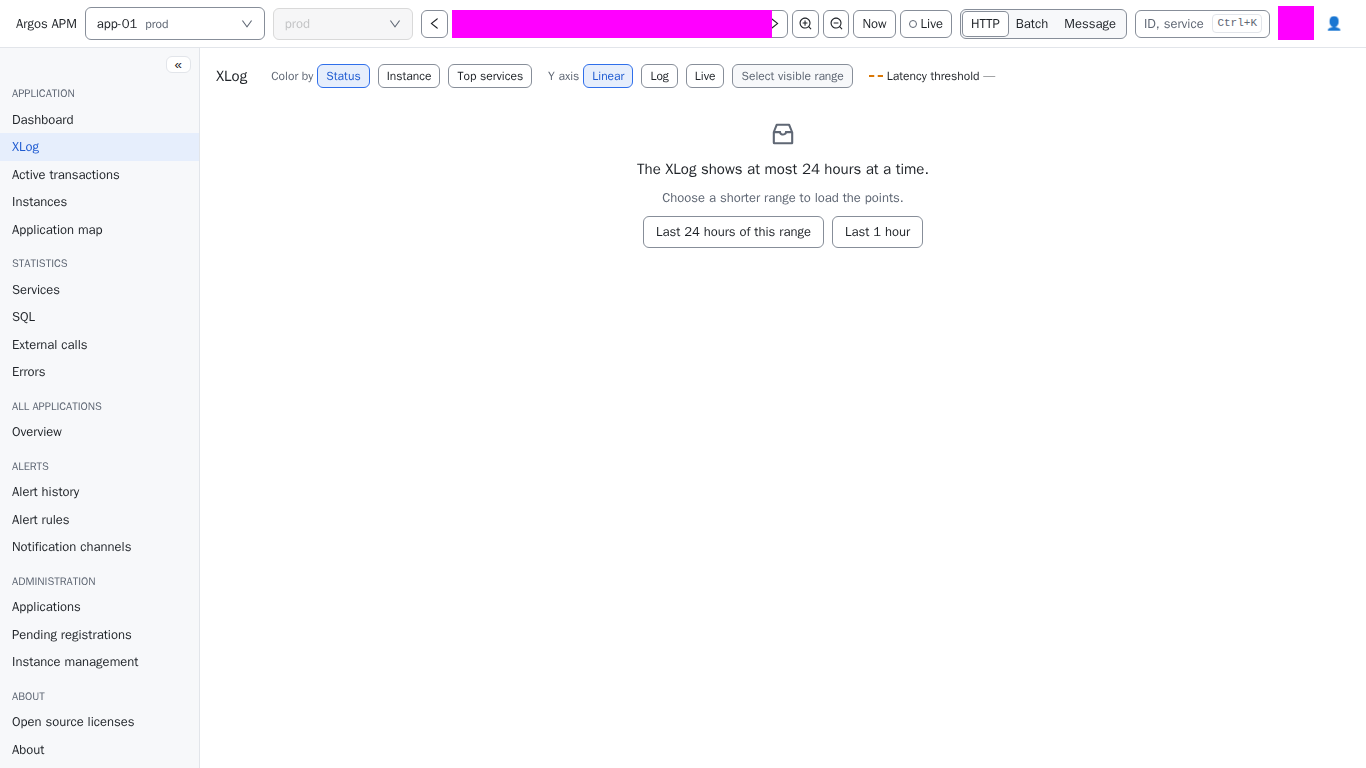 Argos APM app-01 prod prod Now Live HTTP Batch Message ID, service Ctrl+K
«
XLog Color by Status Instance Top services Y axis Linear Log Live Select visible range Latency threshold —
APPLICATION
Dashboard
XLog
Active transactions
Instances
Application map
STATISTICS
Services
SQL
External calls
Errors
ALL APPLICATIONS
Overview
ALERTS
Alert history
Alert rules
Notification channels
ADMINISTRATION
Applications
Pending registrations
Instance management
ABOUT
Open source licenses
About
The XLog shows at most 24 hours at a time.
Choose a shorter range to load the points.
Last 24 hours of this range Last 1 hour